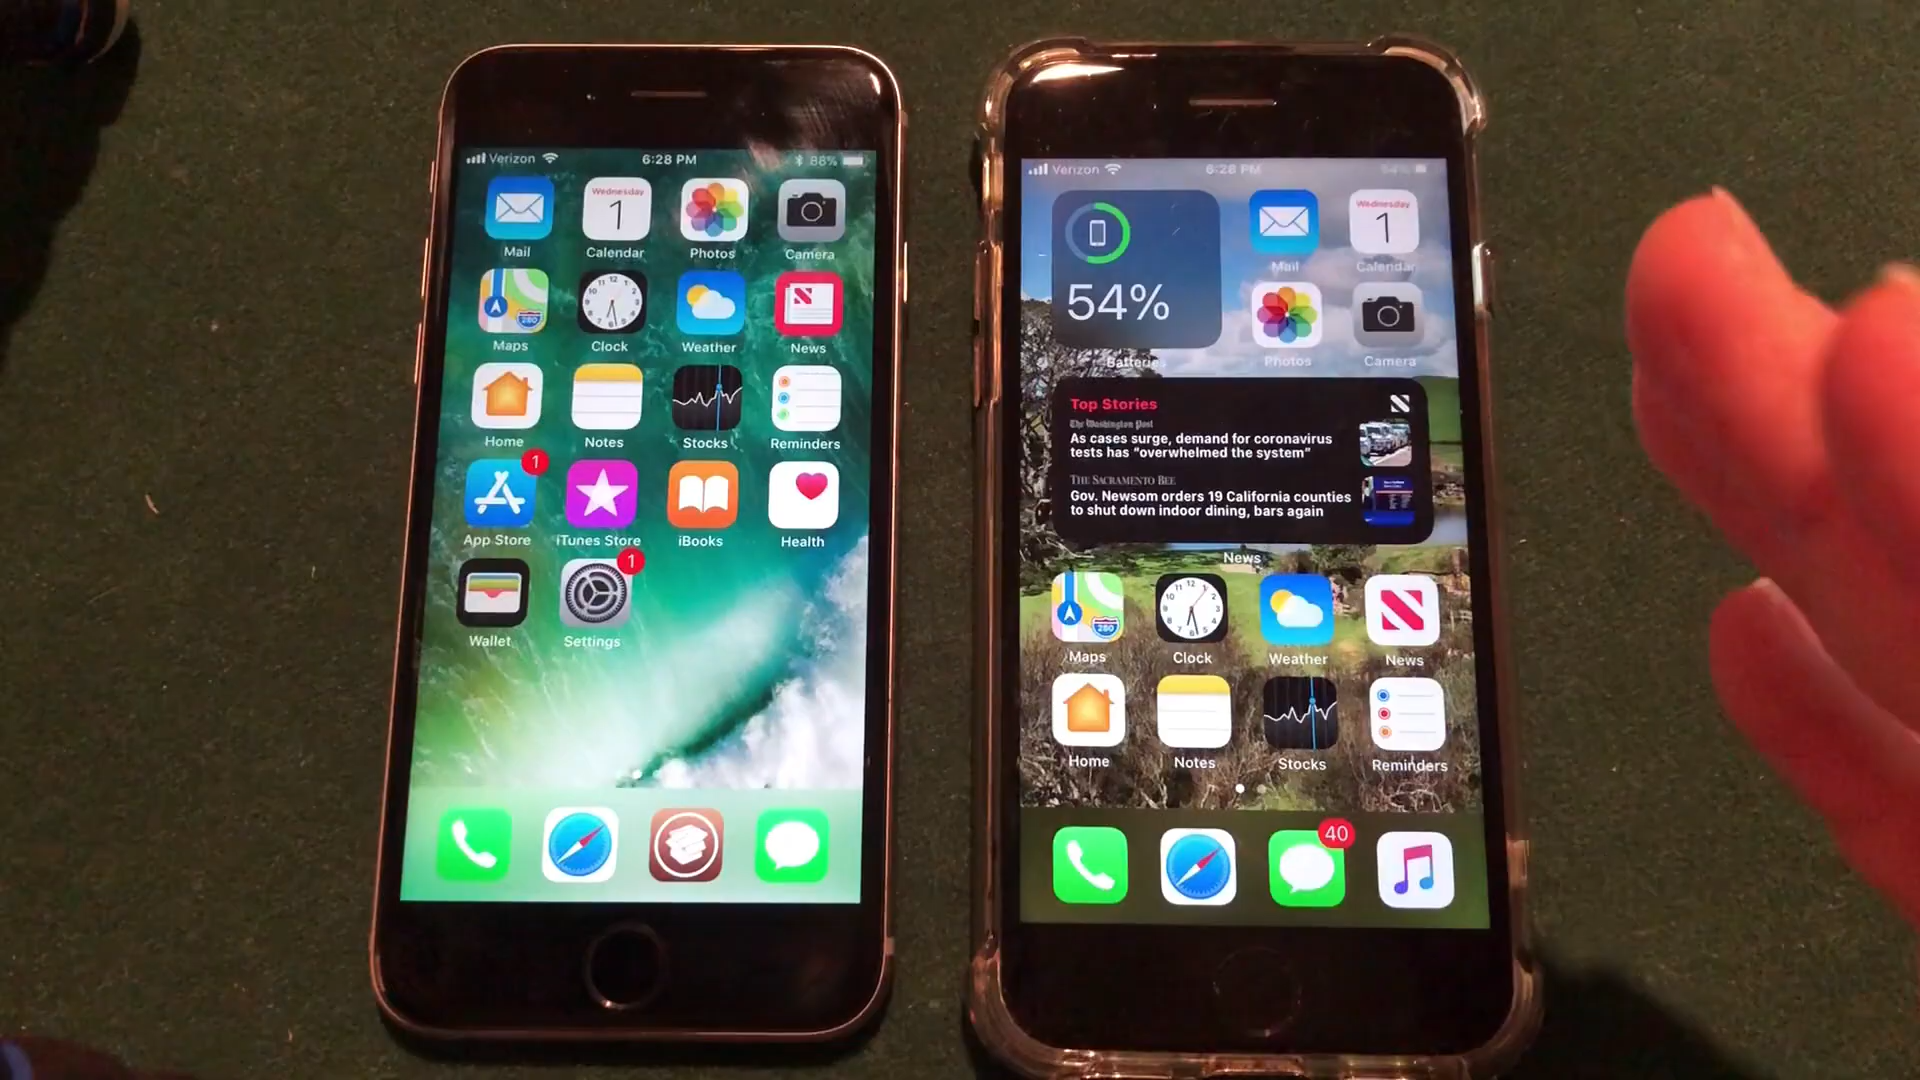 Verizon 6:28 PM 86%
Wednesday
1
Mail Calendar Photos Camera
280
12
Maps Clock Weather News
Home Notes Stocks Reminders
1
App Store iTunes Store iBooks Health
1
Wallet Settings
Verizon 6:28 PM 54%
54%
Wednesday
1
Mail Calendar
Batteries Photos Camera
Top Stories
The Washington Post
As cases surge, demand for coronavirus
tests has "overwhelmed the system"
THE SACRAMENTO BEE
Gov. Newsom orders 19 California counties
to shut down indoor dining, bars again
News
280
Maps Clock Weather News
Home Notes Stocks Reminders
40